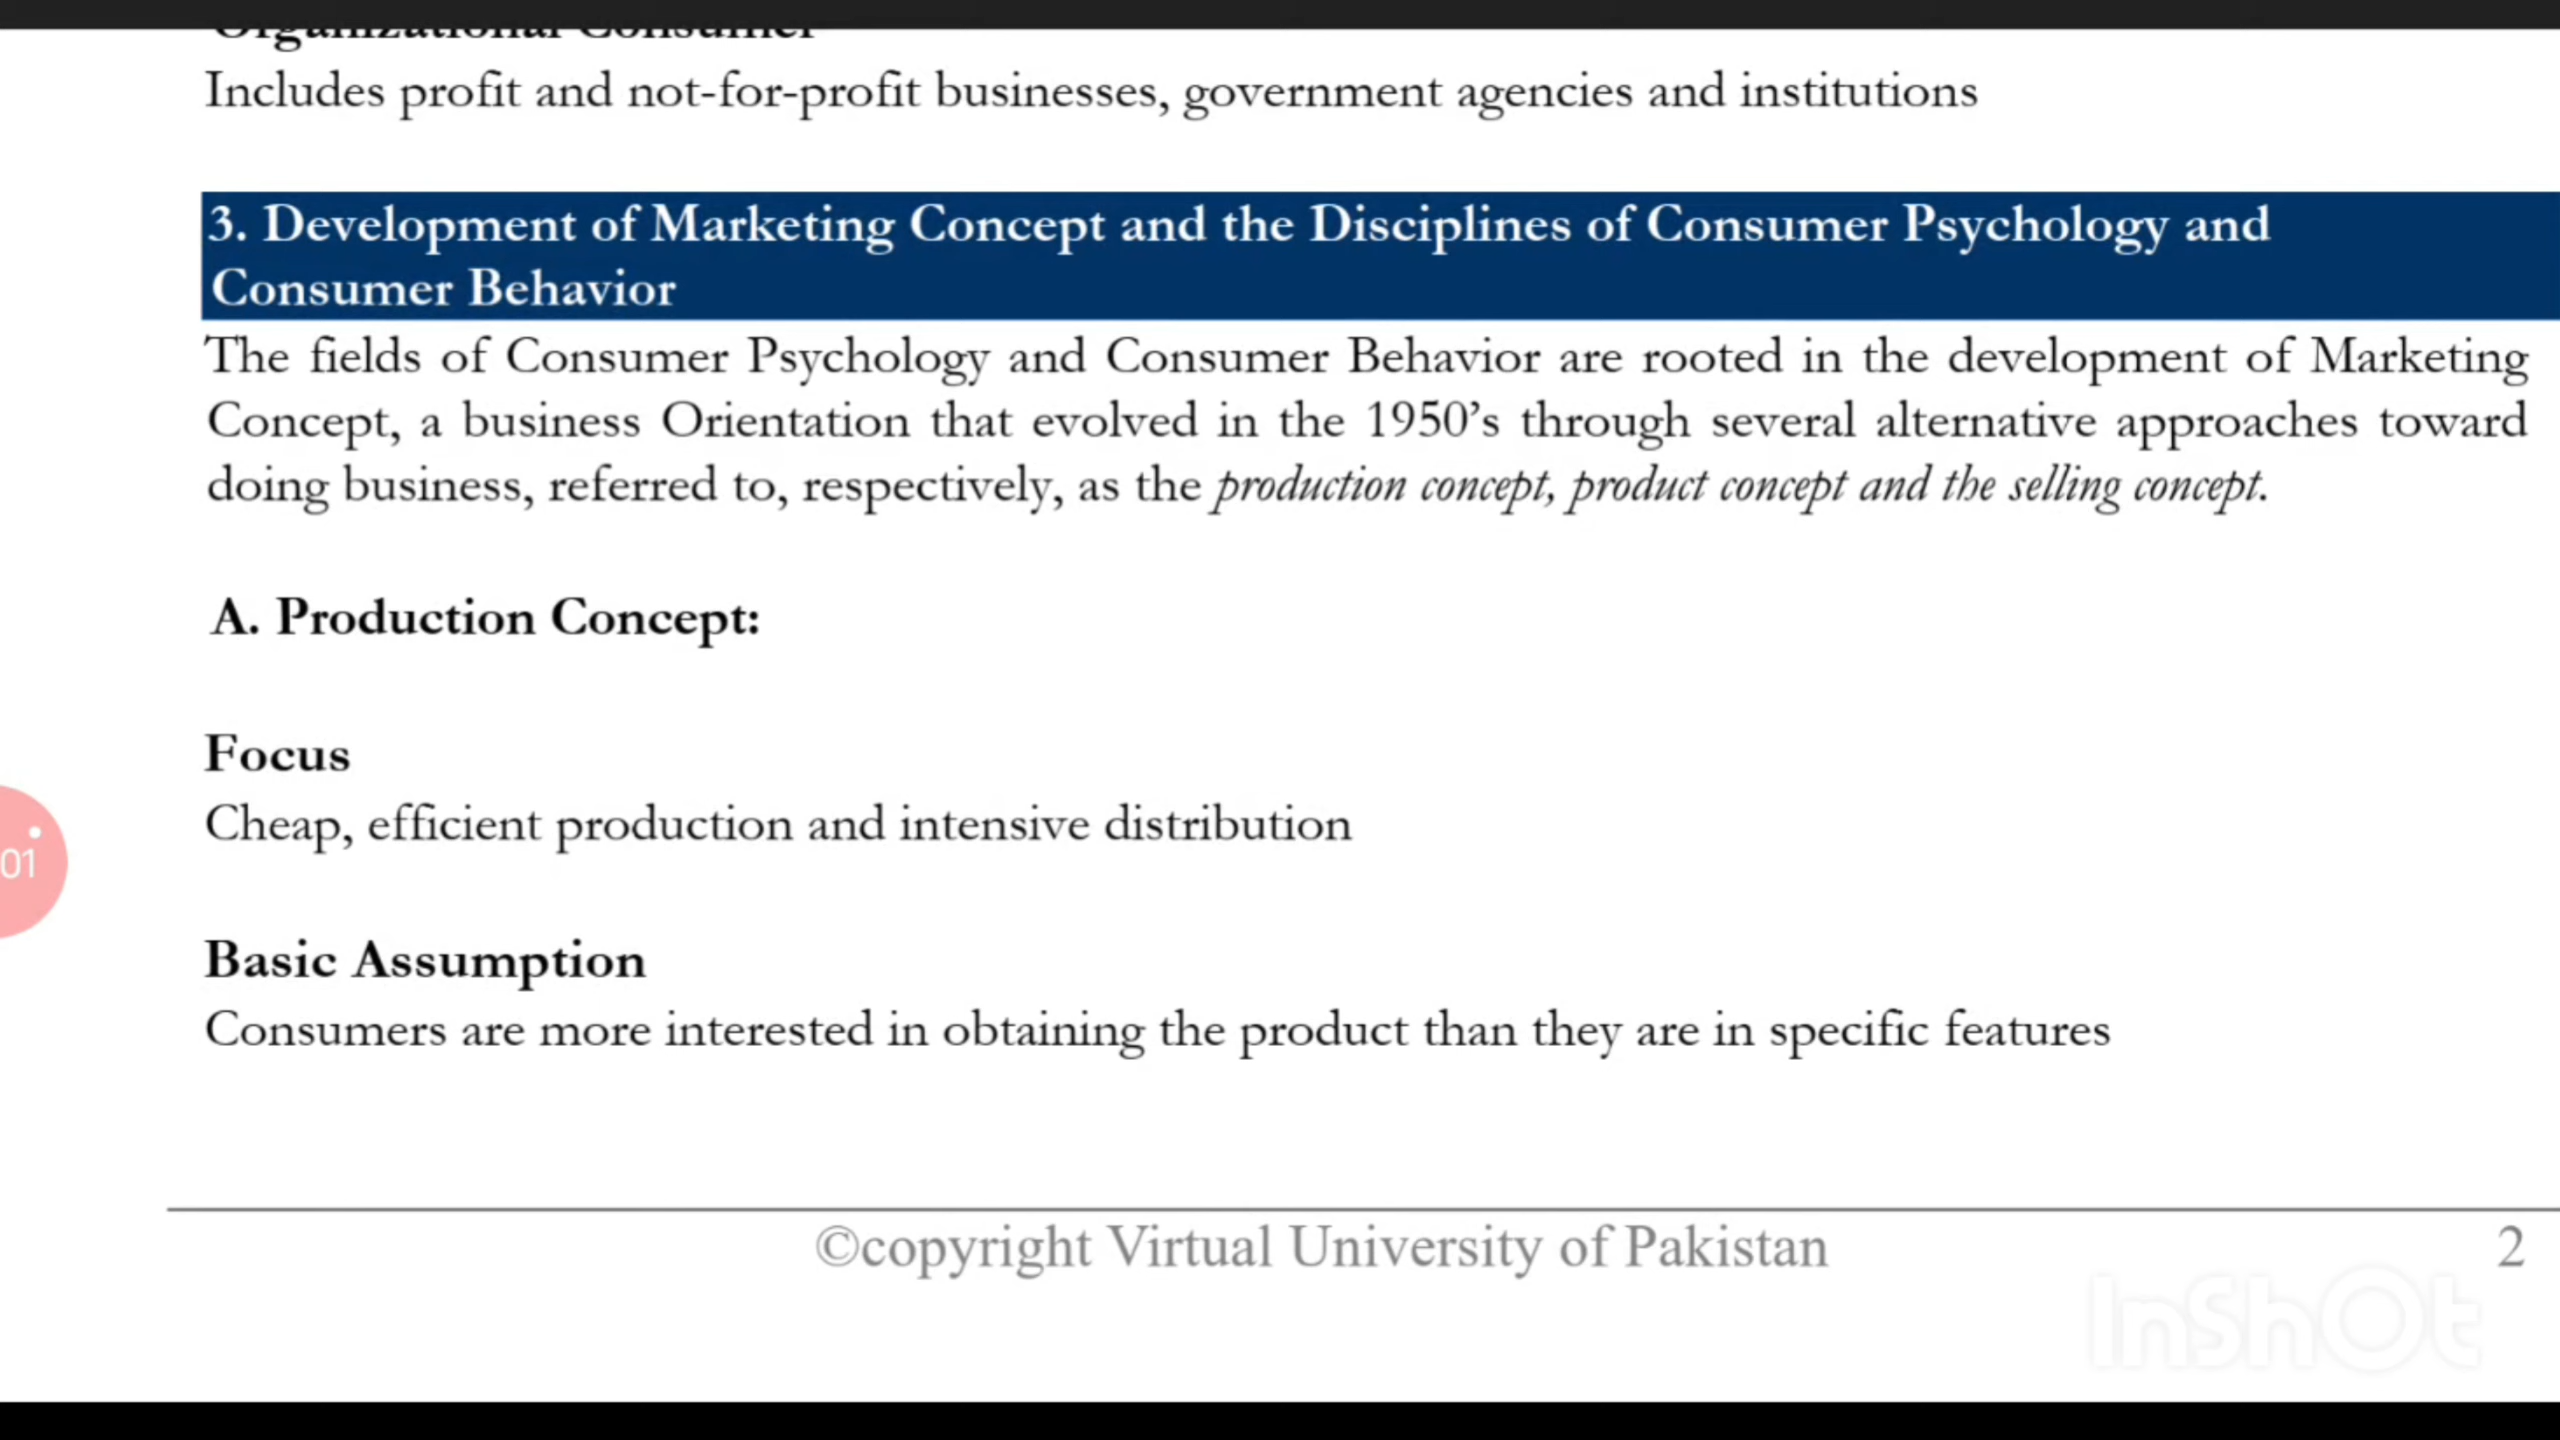 Organizational Consumer
Includes profit and not-for-profit businesses, government agencies and institutions
3. Development of Marketing Concept and the Disciplines of Consumer Psychology and
Consumer Behavior
The fields of Consumer Psychology and Consumer Behavior are rooted in the development of Marketing
Concept, a business Orientation that evolved in the 1950's through several alternative approaches toward
doing business, referred to, respectively, as the production concept, product concept and the selling concept.
A. Production Concept:
Focus
Cheap, efficient production and intensive distribution
01
Basic Assumption
Consumers are more interested in obtaining the product than they are in specific features
©copyright Virtual University of Pakistan 2
InShOt